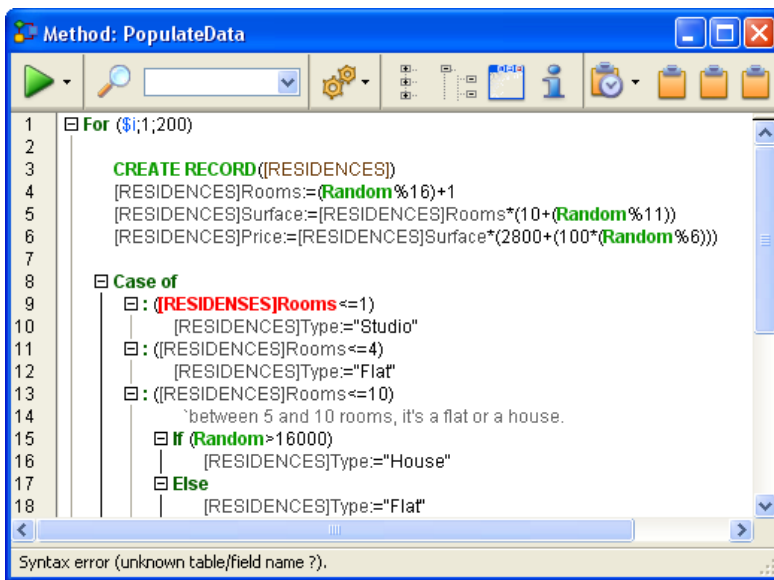 Method: PopulateData
1 For ($i;1;200)
2
3 CREATE RECORD([RESIDENCES])
4 [RESIDENCES]Rooms:=(Random%16)+1
5 [RESIDENCES]Surface:=[RESIDENCES]Rooms*(10+(Random%11))
6 [RESIDENCES]Price:=[RESIDENCES]Surface*(2800+(100*(Random%6)))
7
8 Case of
9 : ([RESIDENSES]Rooms<=1)
10 [RESIDENCES]Type:="Studio"
11 : ([RESIDENCES]Rooms<=4)
12 [RESIDENCES]Type:="Flat"
13 : ([RESIDENCES]Rooms<=10)
14 `between 5 and 10 rooms, it's a flat or a house.
15 If (Random>16000)
16 [RESIDENCES]Type:="House"
17 Else
18 [RESIDENCES]Type:="Flat"
Syntax error (unknown table/field name ?).